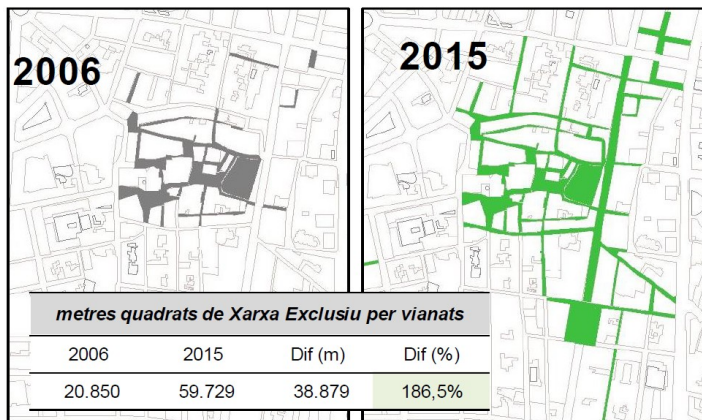 2006
2015
metres quadrats de Xarxa Exclusiu per vianats
2006 2015 Dif (m) Dif (%)
20.850 59.729 38.879 186,5%